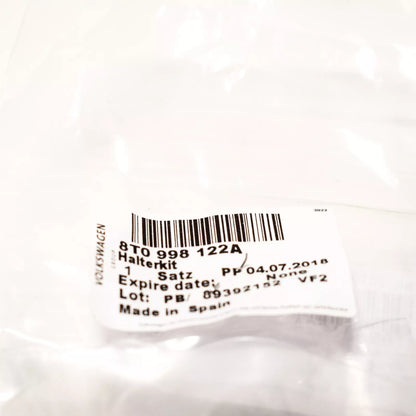 VOLKSWAGEN
8T0 998 122A
Halterkit
1 Satz PP 04.07.2018
Expire date: None
Lot: PB/ 89392152 VF2
Made in Spain